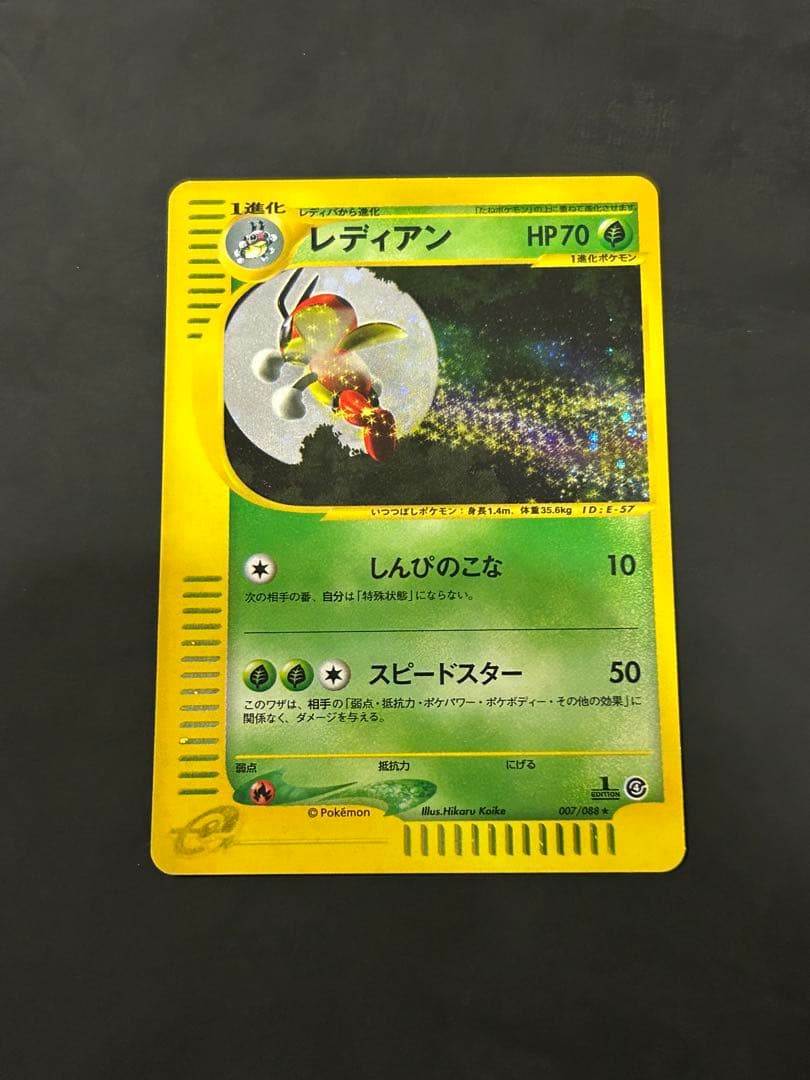 1進化 レディバから進化 「たねポケモン」の上に重ねて進化させます
レディアン HP70
1進化ポケモン
いつつぼしポケモン：身長1.4m、体重35.6kg ID：E-57
しんぴのこな 10
次の相手の番、自分は「特殊状態」にならない。
スピードスター 50
このワザは、相手の「弱点・抵抗力・ポケパワー・ポケボディー・その他の効果」に
関係なく、ダメージを与える。
弱点 抵抗力 にげる
1 EDITION
© Pokémon Illus.Hikaru Koike 007/088★
e